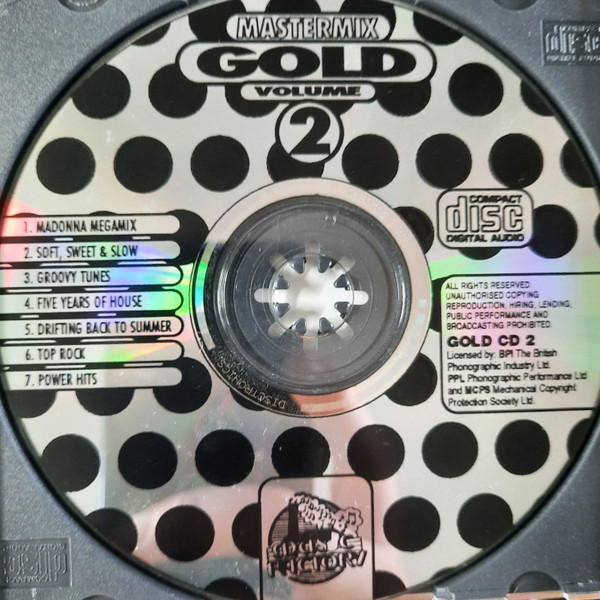 MASTERMIX
GOLD
VOLUME
2
COMPACT
disc
DIGITAL AUDIO
1. MADONNA MEGAMIX
2. SOFT, SWEET & SLOW
3. GROOVY TUNES
4. FIVE YEARS OF HOUSE
5. DRIFTING BACK TO SUMMER
6. TOP ROCK
7. POWER HITS
ALL RIGHTS RESERVED
UNAUTHORISED COPYING
REPRODUCTION, HIRING, LENDING,
PUBLIC PERFORMANCE AND
BROADCASTING PROHIBITED.
GOLD CD 2
Licensed by: BPI The British
Phonographic Industry Ltd.
PPL Phonographic Performance Ltd
and MCPS Mechanical Copyright
Protection Society Ltd.
DISCTRONICS
FACTORY
disc